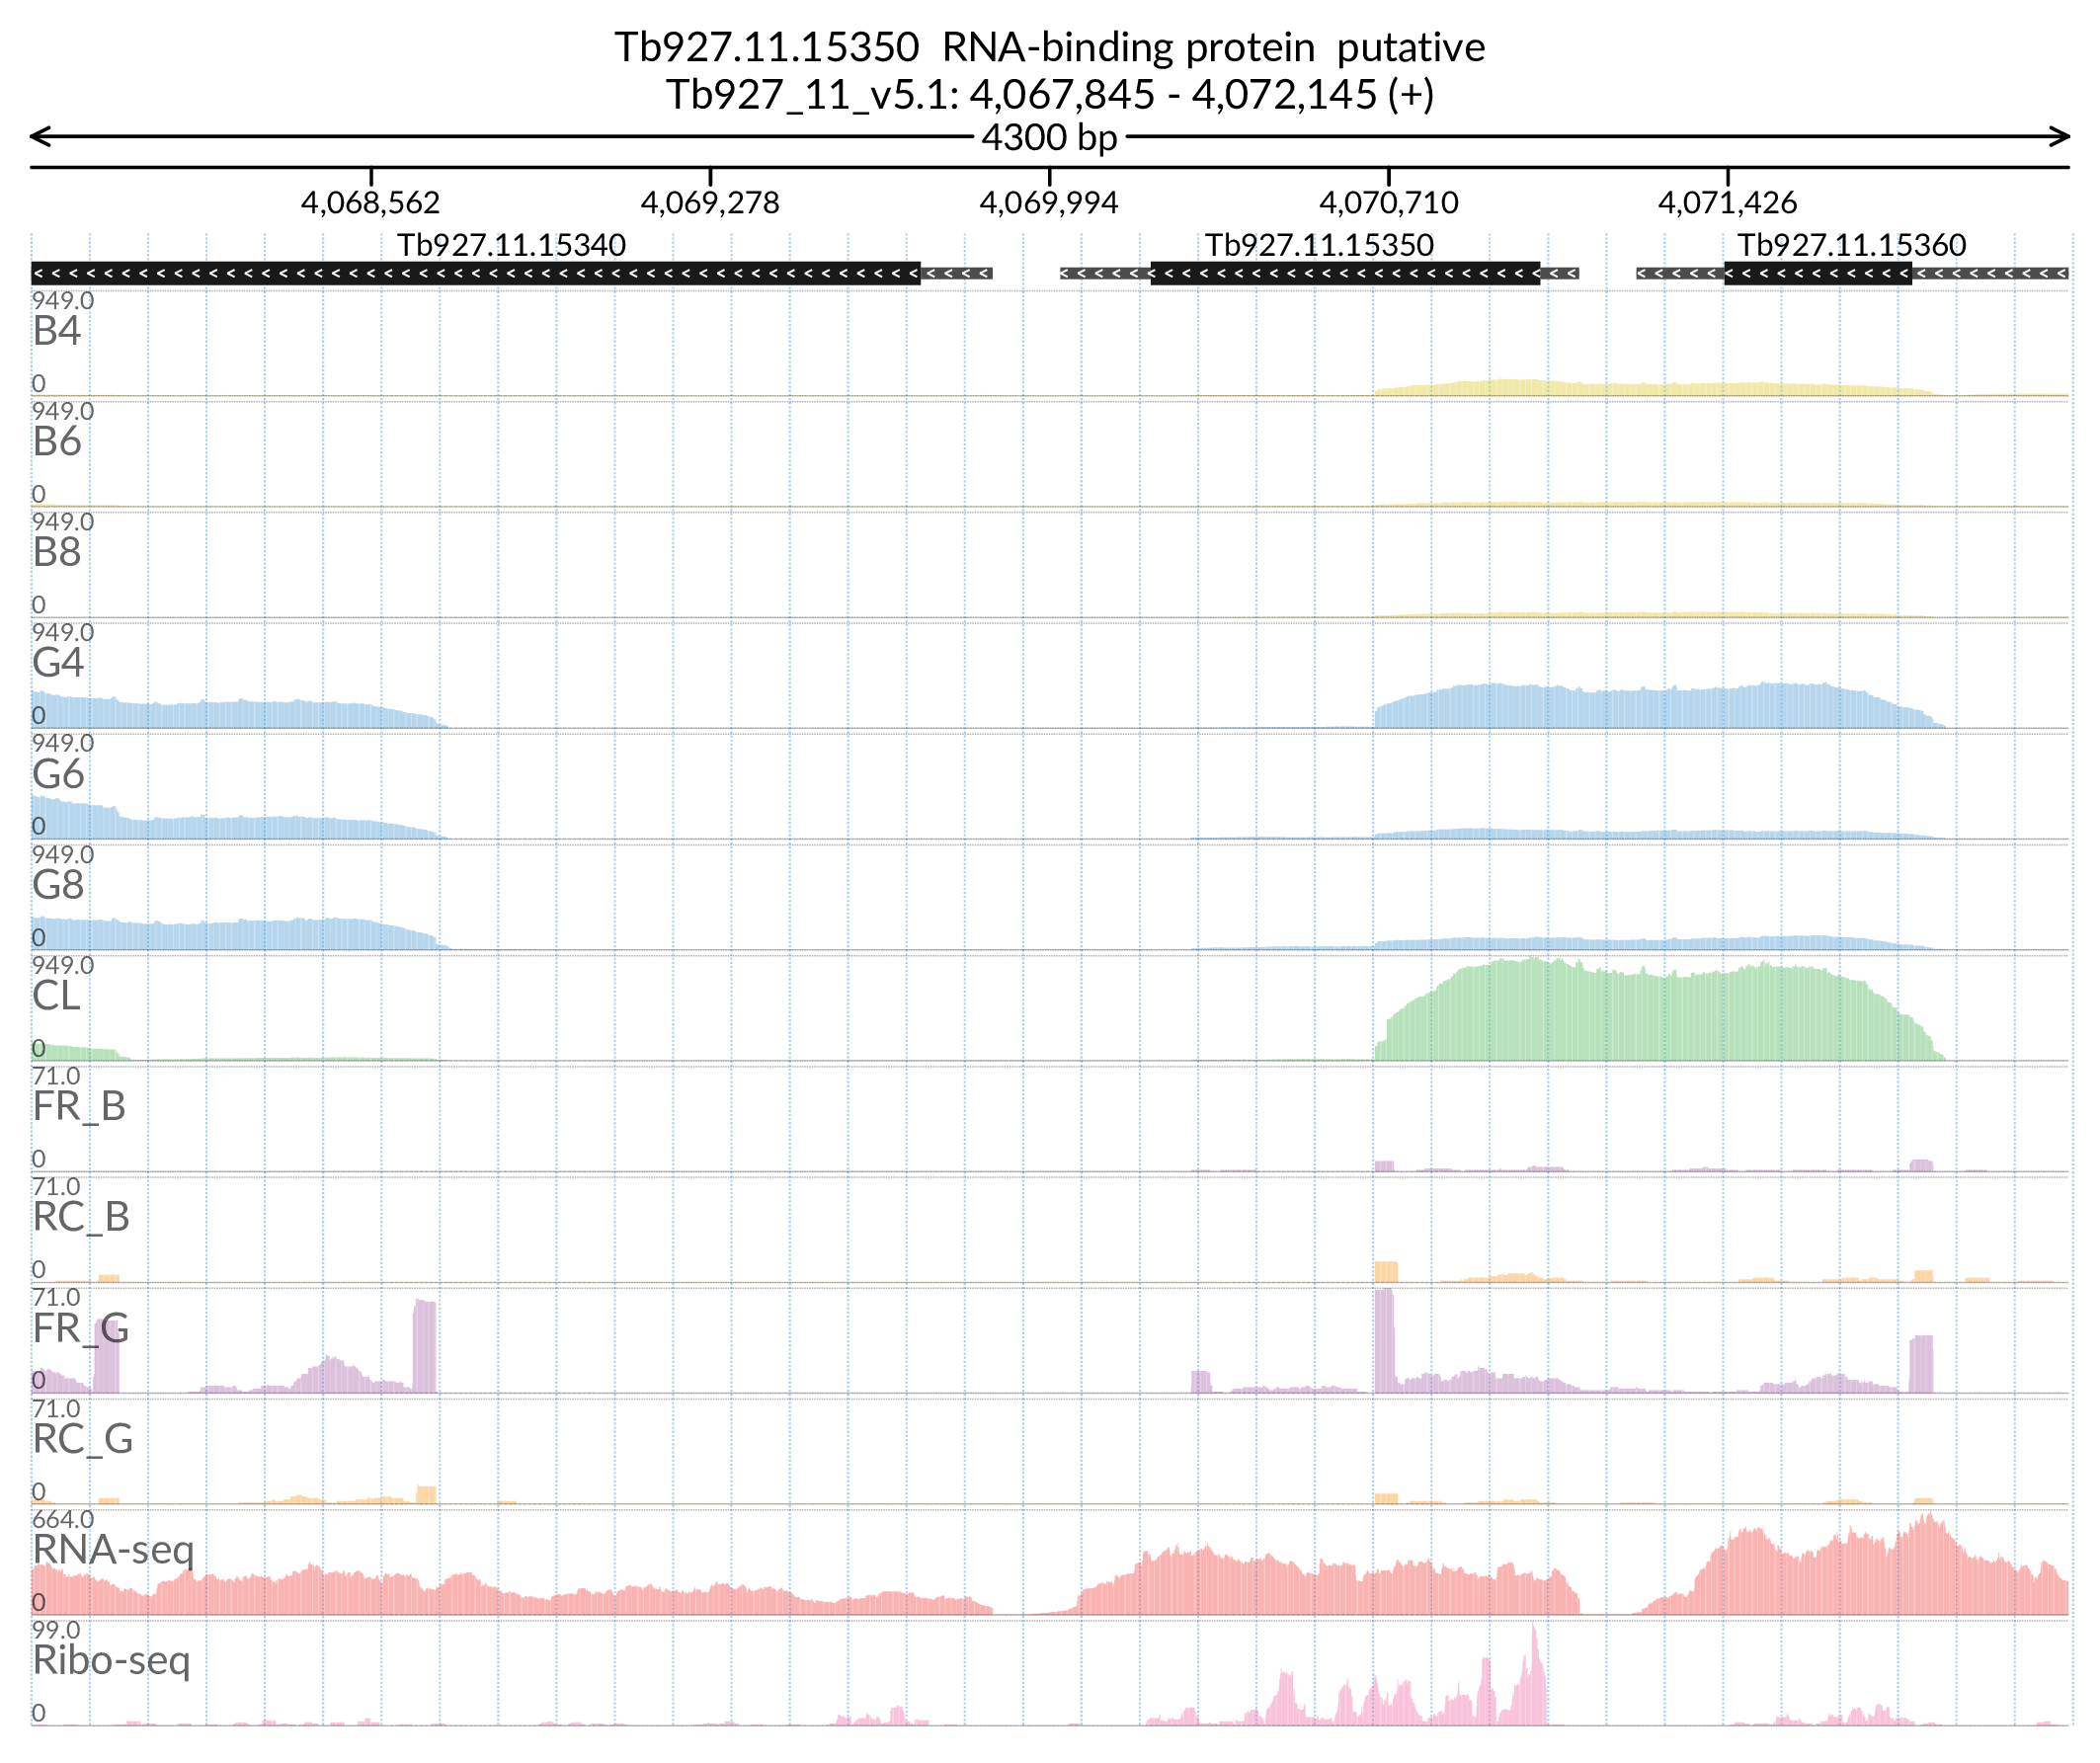 Tb927.11.15350 RNA-binding protein putative
Tb927_11_v5.1: 4,067,845 - 4,072,145 (+)
4300 bp
4,068,562 4,069,278 4,069,994 4,070,710 4,071,426
Tb927.11.15340 Tb927.11.15350 Tb927.11.15360
949.0
B4
0
949.0
B6
0
949.0
B8
0
949.0
G4
0
949.0
G6
0
949.0
G8
0
949.0
CL
0
71.0
FR_B
0
71.0
RC_B
0
71.0
FR_G
0
71.0
RC_G
0
664.0
RNA-seq
0
99.0
Ribo-seq
0